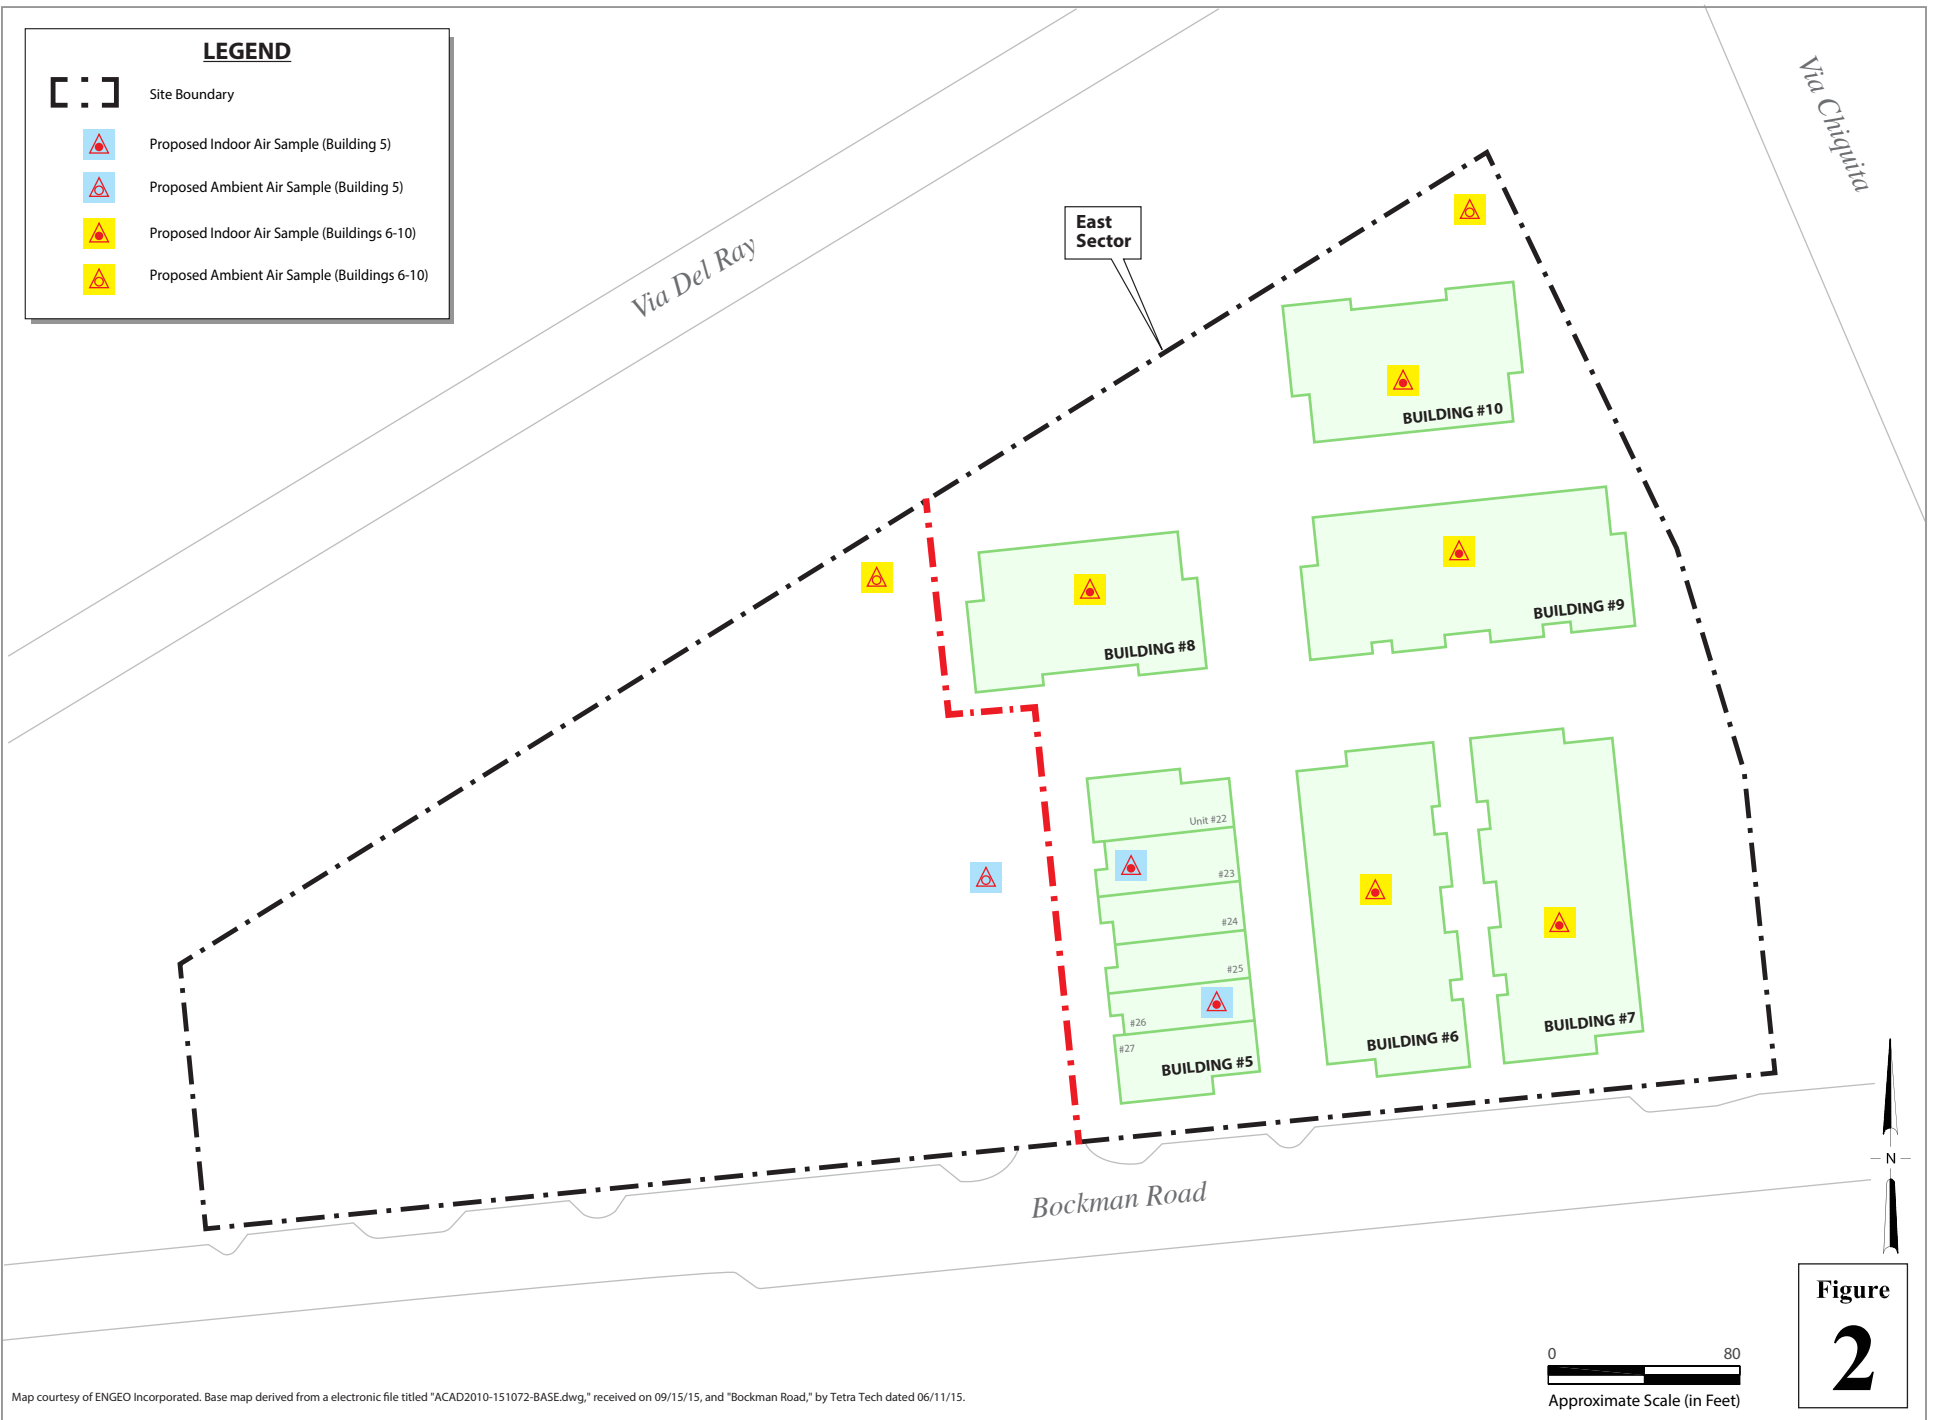 LEGEND
Site Boundary
Proposed Indoor Air Sample (Building 5)
Proposed Ambient Air Sample (Building 5)
Proposed Indoor Air Sample (Buildings 6-10)
Proposed Ambient Air Sample (Buildings 6-10)
Via Del Ray
Via Chiquita
East
Sector
BUILDING #10
BUILDING #9
BUILDING #8
Unit #22
#23
#24
#25
#26
#27
BUILDING #5
BUILDING #6
BUILDING #7
Bockman Road
N
Figure
2
0 80
Approximate Scale (in Feet)
Map courtesy of ENGEO Incorporated. Base map derived from a electronic file titled "ACAD2010-151072-BASE.dwg," received on 09/15/15, and "Bockman Road," by Tetra Tech dated 06/11/15.